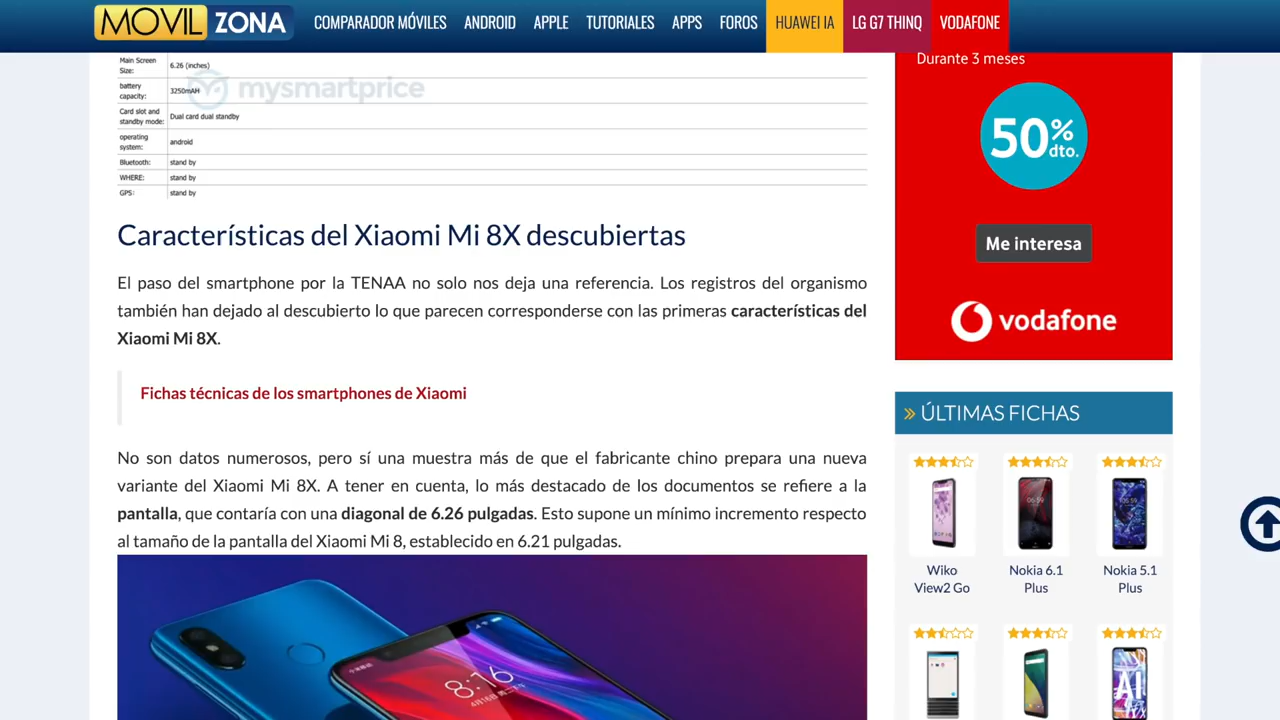 MOVIL ZONA
COMPARADOR MÓVILES ANDROID APPLE TUTORIALES APPS FOROS HUAWEI IA LG G7 THINQ VODAFONE
Main Screen
Size: 6.26 (inches)
battery
capacity: 3250mAH
Card slot and
standby mode: Dual card dual standby
operating
system: android
Bluetooth: stand by
WHERE: stand by
GPS: stand by
mysmartprice
Características del Xiaomi Mi 8X descubiertas
El paso del smartphone por la TENAA no solo nos deja una referencia. Los registros del organismo
también han dejado al descubierto lo que parecen corresponderse con las primeras características del
Xiaomi Mi 8X.
Fichas técnicas de los smartphones de Xiaomi
No son datos numerosos, pero sí una muestra más de que el fabricante chino prepara una nueva
variante del Xiaomi Mi 8X. A tener en cuenta, lo más destacado de los documentos se refiere a la
pantalla, que contaría con una diagonal de 6.26 pulgadas. Esto supone un mínimo incremento respecto
al tamaño de la pantalla del Xiaomi Mi 8, establecido en 6.21 pulgadas.
8:16
Durante 3 meses
50%
dto.
Me interesa
vodafone
» ÚLTIMAS FICHAS
Wiko
View2 Go
Nokia 6.1
Plus
Nokia 5.1
Plus
AI